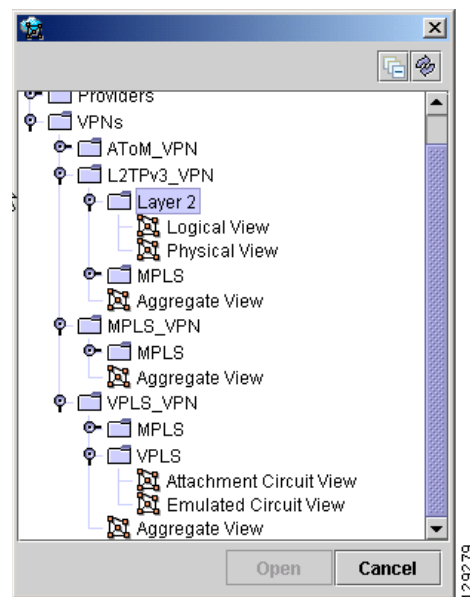 Providers
VPNs
AToM_VPN
L2TPv3_VPN
Layer 2
Logical View
Physical View
MPLS
Aggregate View
MPLS_VPN
MPLS
Aggregate View
VPLS_VPN
MPLS
VPLS
Attachment Circuit View
Emulated Circuit View
Aggregate View
Open Cancel
129279